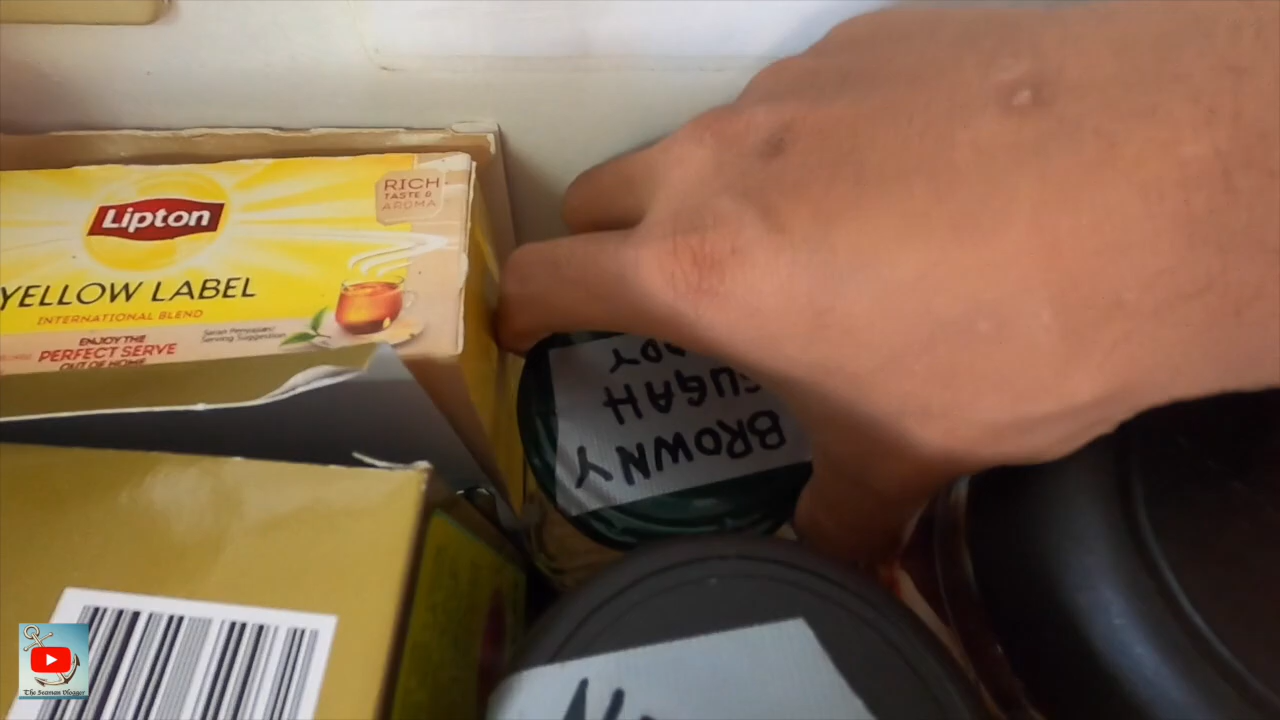 Lipton
RICH
TASTE &
AROMA
YELLOW LABEL
INTERNATIONAL BLEND
ENJOY THE
PERFECT SERVE
OUT OF HOME
Saran Penyajian/
Serving Suggestion
BROWNY
SUGAH
The Seaman Vlogger